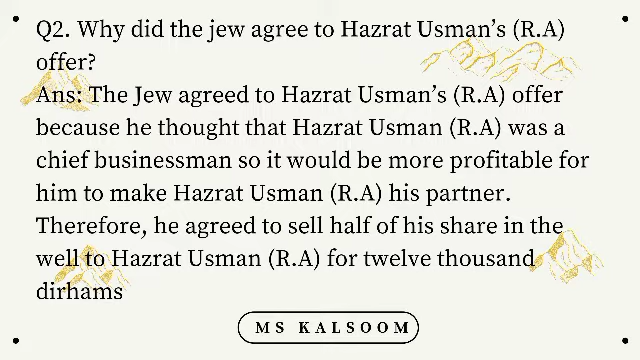 Q2. Why did the jew agree to Hazrat Usman's (R.A)
offer?
Ans: The Jew agreed to Hazrat Usman's (R.A) offer
because he thought that Hazrat Usman (R.A) was a
chief businessman so it would be more profitable for
him to make Hazrat Usman (R.A) his partner.
Therefore, he agreed to sell half of his share in the
well to Hazrat Usman (R.A) for twelve thousand
dirhams
MS KALSOOM